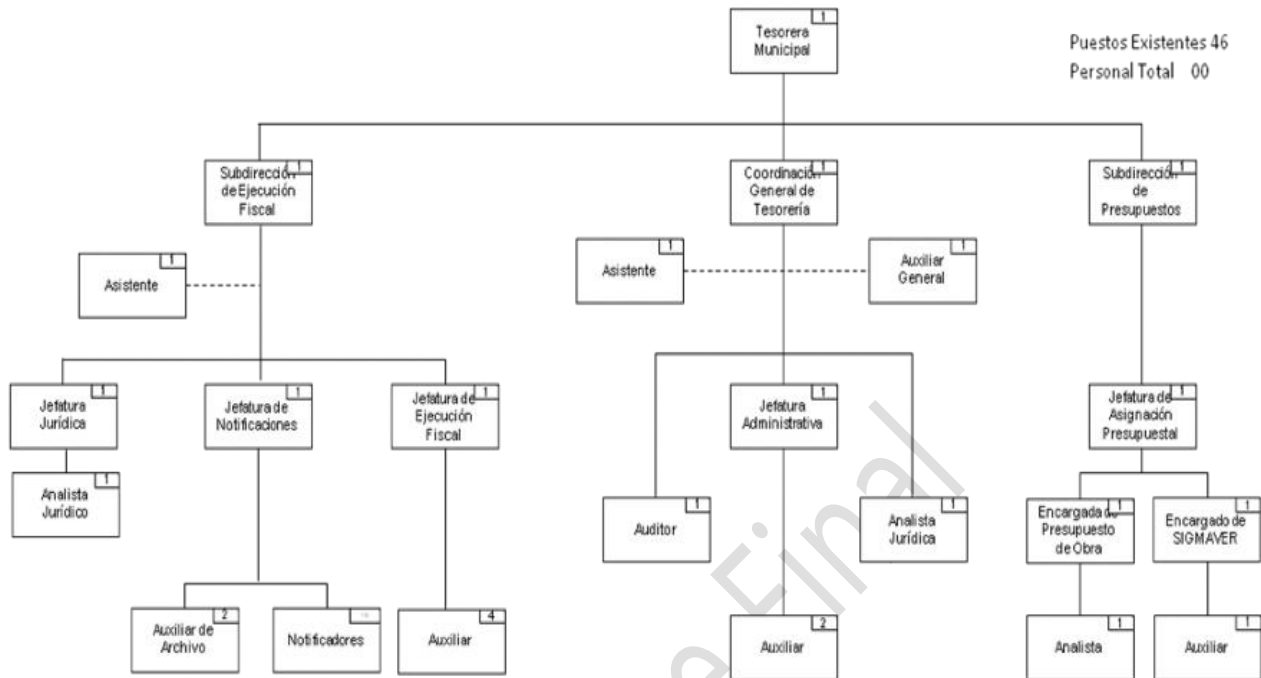 1
Tesorera
Municipal
Puestos Existentes 46
Personal Total 00
1
Subdirección
de Ejecución
Fiscal
1
Coordinación
General de
Tesorería
1
Subdirección
de
Presupuestos
1
Asistente
1
Asistente
1
Auxiliar
General
1
Jefatura
Jurídica
1
Jefatura de
Notificaciones
1
Jefatura de
Ejecución
Fiscal
1
Jefatura
Administrativa
1
Jefatura de
Asignación
Presupuestal
1
Analista
Jurídico
1
Auditor
1
Analista
Jurídica
1
Encargada de
Presupuesto
de Obra
1
Encargado de
SIGMAVER
2
Auxiliar de
Archivo
Notificadores
4
Auxiliar
2
Auxiliar
1
Analista
1
Auxiliar
Final